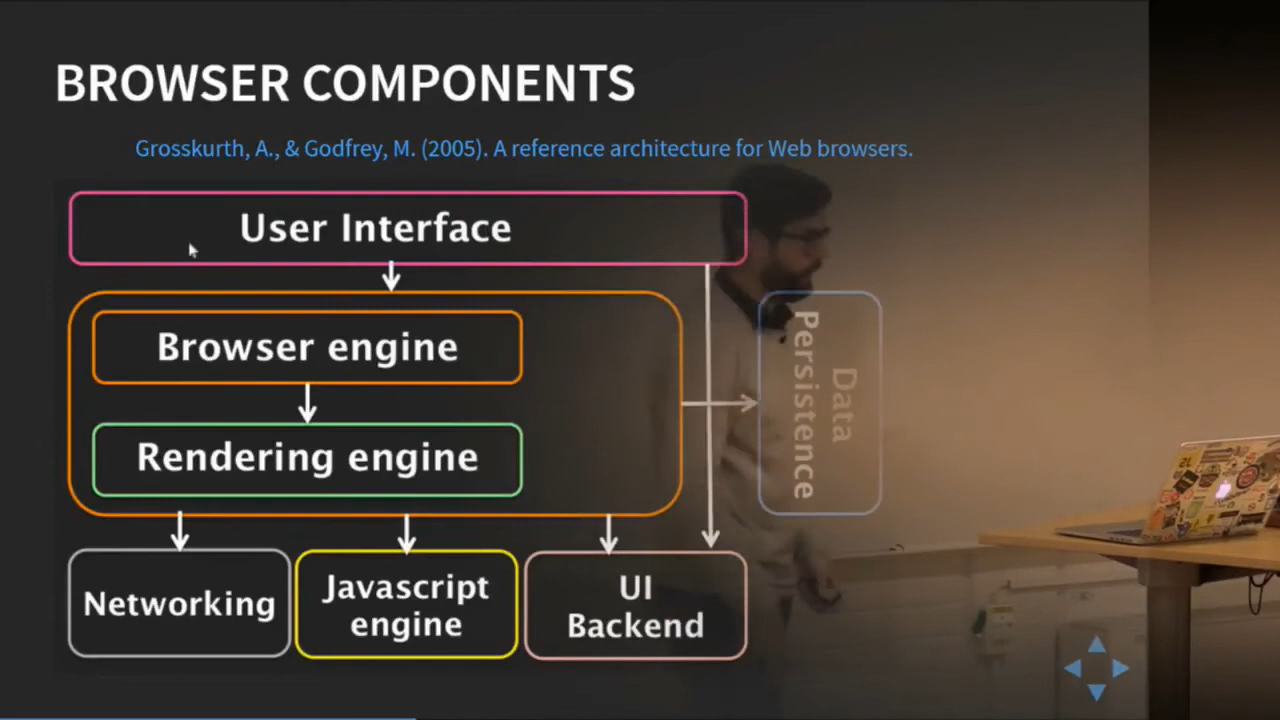 BROWSER COMPONENTS
Grosskurth, A., & Godfrey, M. (2005). A reference architecture for Web browsers.
User Interface
Browser engine
Rendering engine
Data
Persistence
Networking
Javascript
engine
UI
Backend